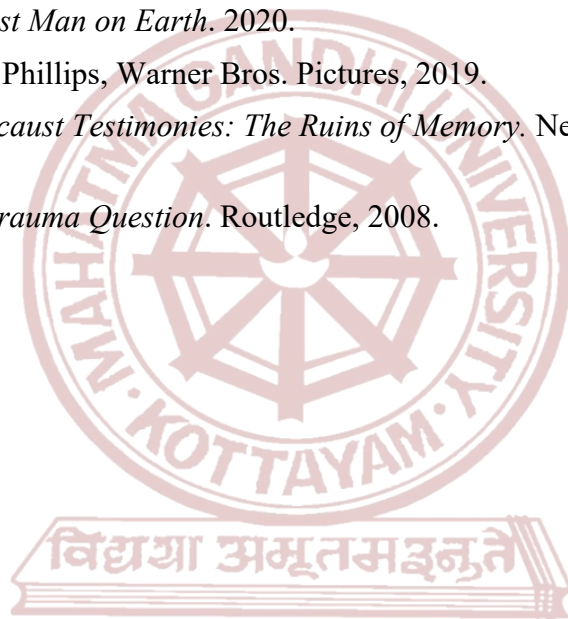 st Man on Earth. 2020.
Phillips, Warner Bros. Pictures, 2019.
caust Testimonies: The Ruins of Memory. Ne
rauma Question. Routledge, 2008.
MAHATMA GANDHI UNIVERSITY
• KOTTAYAM •
विद्यया अमृतमश्नुते